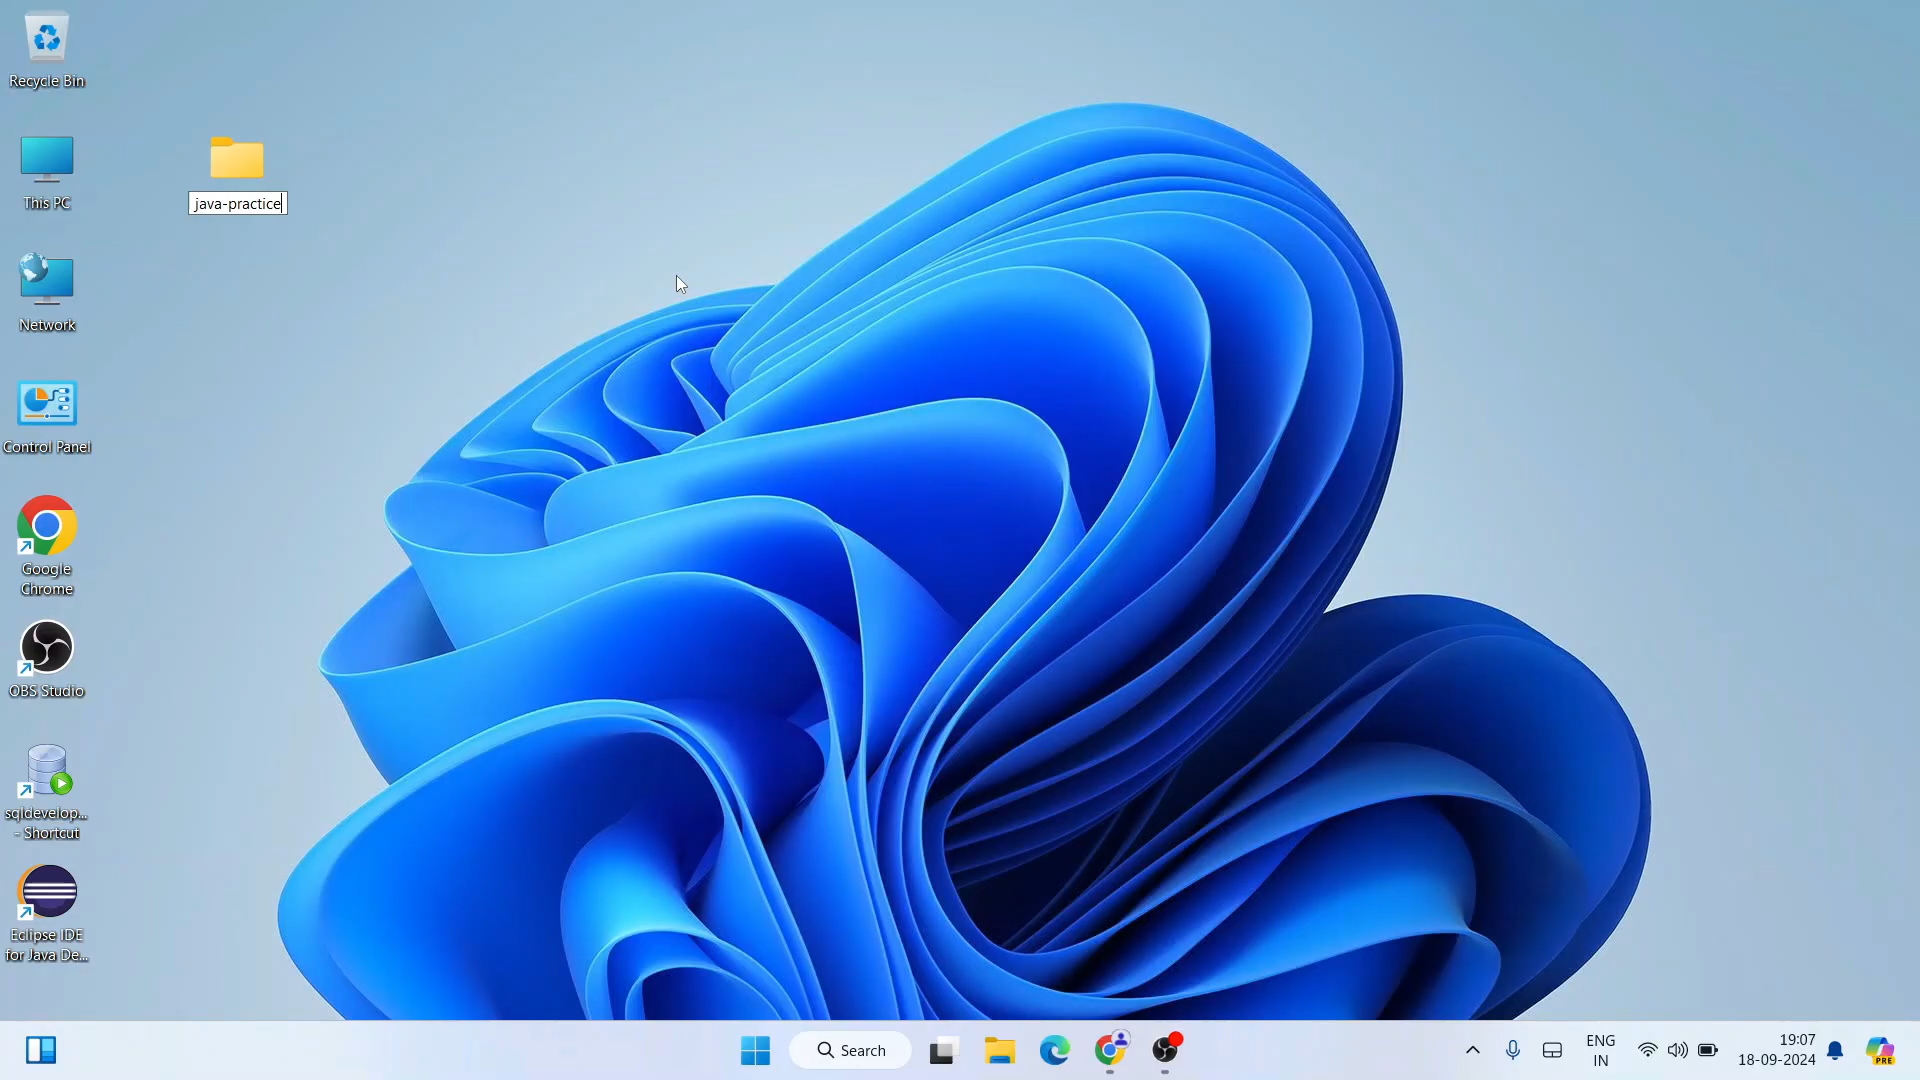 Recycle Bin
This PC
java-practice
Network
Control Panel
Google
Chrome
OBS Studio
sqldevelop...
- Shortcut
Eclipse IDE
for Java De...
Search
ENG
IN
19:07
18-09-2024
PRE